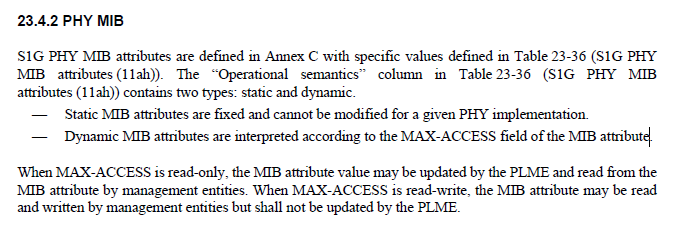 23.4.2 PHY MIB
S1G PHY MIB attributes are defined in Annex C with specific values defined in Table 23-36 (S1G PHY
MIB attributes (11ah)). The “Operational semantics” column in Table 23-36 (S1G PHY MIB
attributes (11ah)) contains two types: static and dynamic.
— Static MIB attributes are fixed and cannot be modified for a given PHY implementation.
— Dynamic MIB attributes are interpreted according to the MAX-ACCESS field of the MIB attribute.
When MAX-ACCESS is read-only, the MIB attribute value may be updated by the PLME and read from the
MIB attribute by management entities. When MAX-ACCESS is read-write, the MIB attribute may be read
and written by management entities but shall not be updated by the PLME.